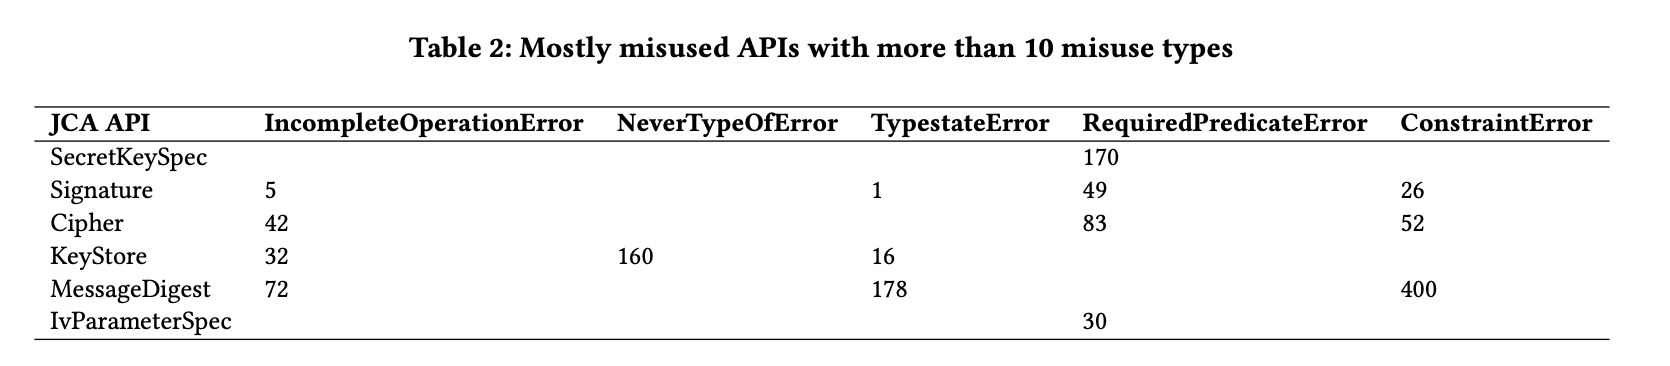 Table 2: Mostly misused APIs with more than 10 misuse types
JCA API IncompleteOperationError NeverTypeOfError TypestateError RequiredPredicateError ConstraintError
SecretKeySpec 170
Signature 5 1 49 26
Cipher 42 83 52
KeyStore 32 160 16
MessageDigest 72 178 400
IvParameterSpec 30